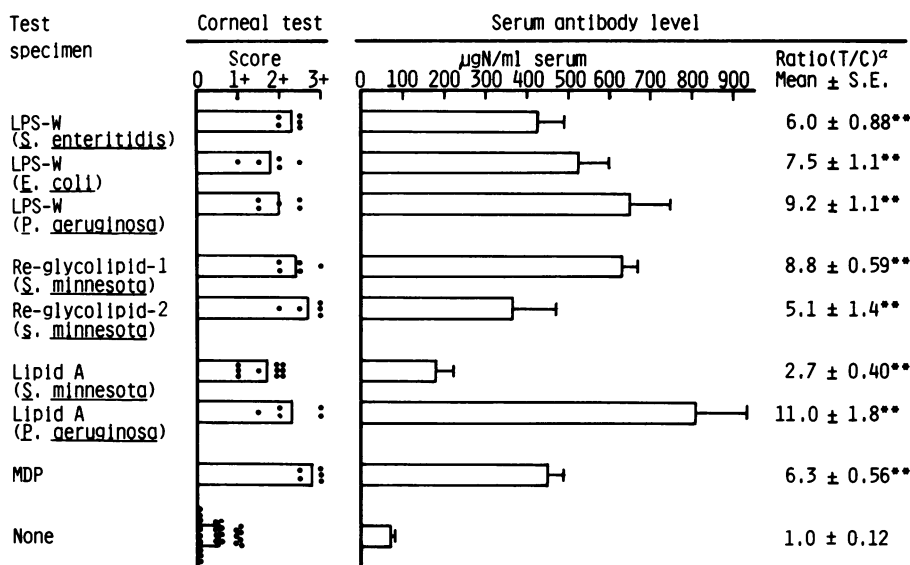 Test specimen
Corneal test
Serum antibody level
Score
µgN/ml serum
Ratio(T/C)ᵅ
Mean ± S.E.
0 1+ 2+ 3+
0 100 200 300 400 500 600 700 800 900
LPS-W
(S. enteritidis)
6.0 ± 0.88**
LPS-W
(E. coli)
7.5 ± 1.1**
LPS-W
(P. aeruginosa)
9.2 ± 1.1**
Re-glycolipid-1
(S. minnesota)
8.8 ± 0.59**
Re-glycolipid-2
(s. minnesota)
5.1 ± 1.4**
Lipid A
(S. minnesota)
2.7 ± 0.40**
Lipid A
(P. aeruginosa)
11.0 ± 1.8**
MDP
6.3 ± 0.56**
None
1.0 ± 0.12